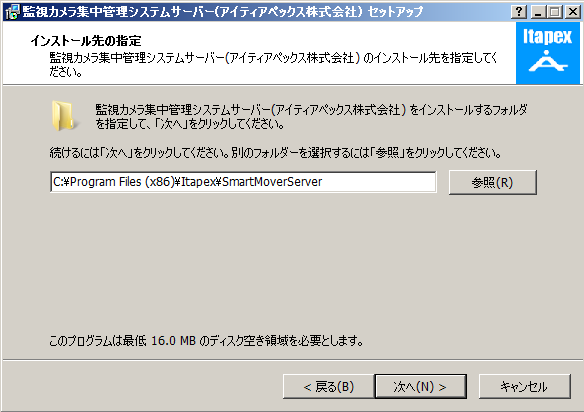 監視カメラ集中管理システムサーバー(アイティアペックス株式会社) セットアップ
インストール先の指定
監視カメラ集中管理システムサーバー(アイティアペックス株式会社) のインストール先を指定してく
ださい。
Itapex
監視カメラ集中管理システムサーバー(アイティアペックス株式会社) をインストールするフォルダ
を指定して、「次へ」をクリックしてください。
続けるには「次へ」をクリックしてください。別のフォルダーを選択するには「参照」をクリックしてください。
C:¥Program Files (x86)¥Itapex¥SmartMoverServer
参照(R)
このプログラムは最低 16.0 MB のディスク空き領域を必要とします。
< 戻る(B)
次へ(N) >
キャンセル